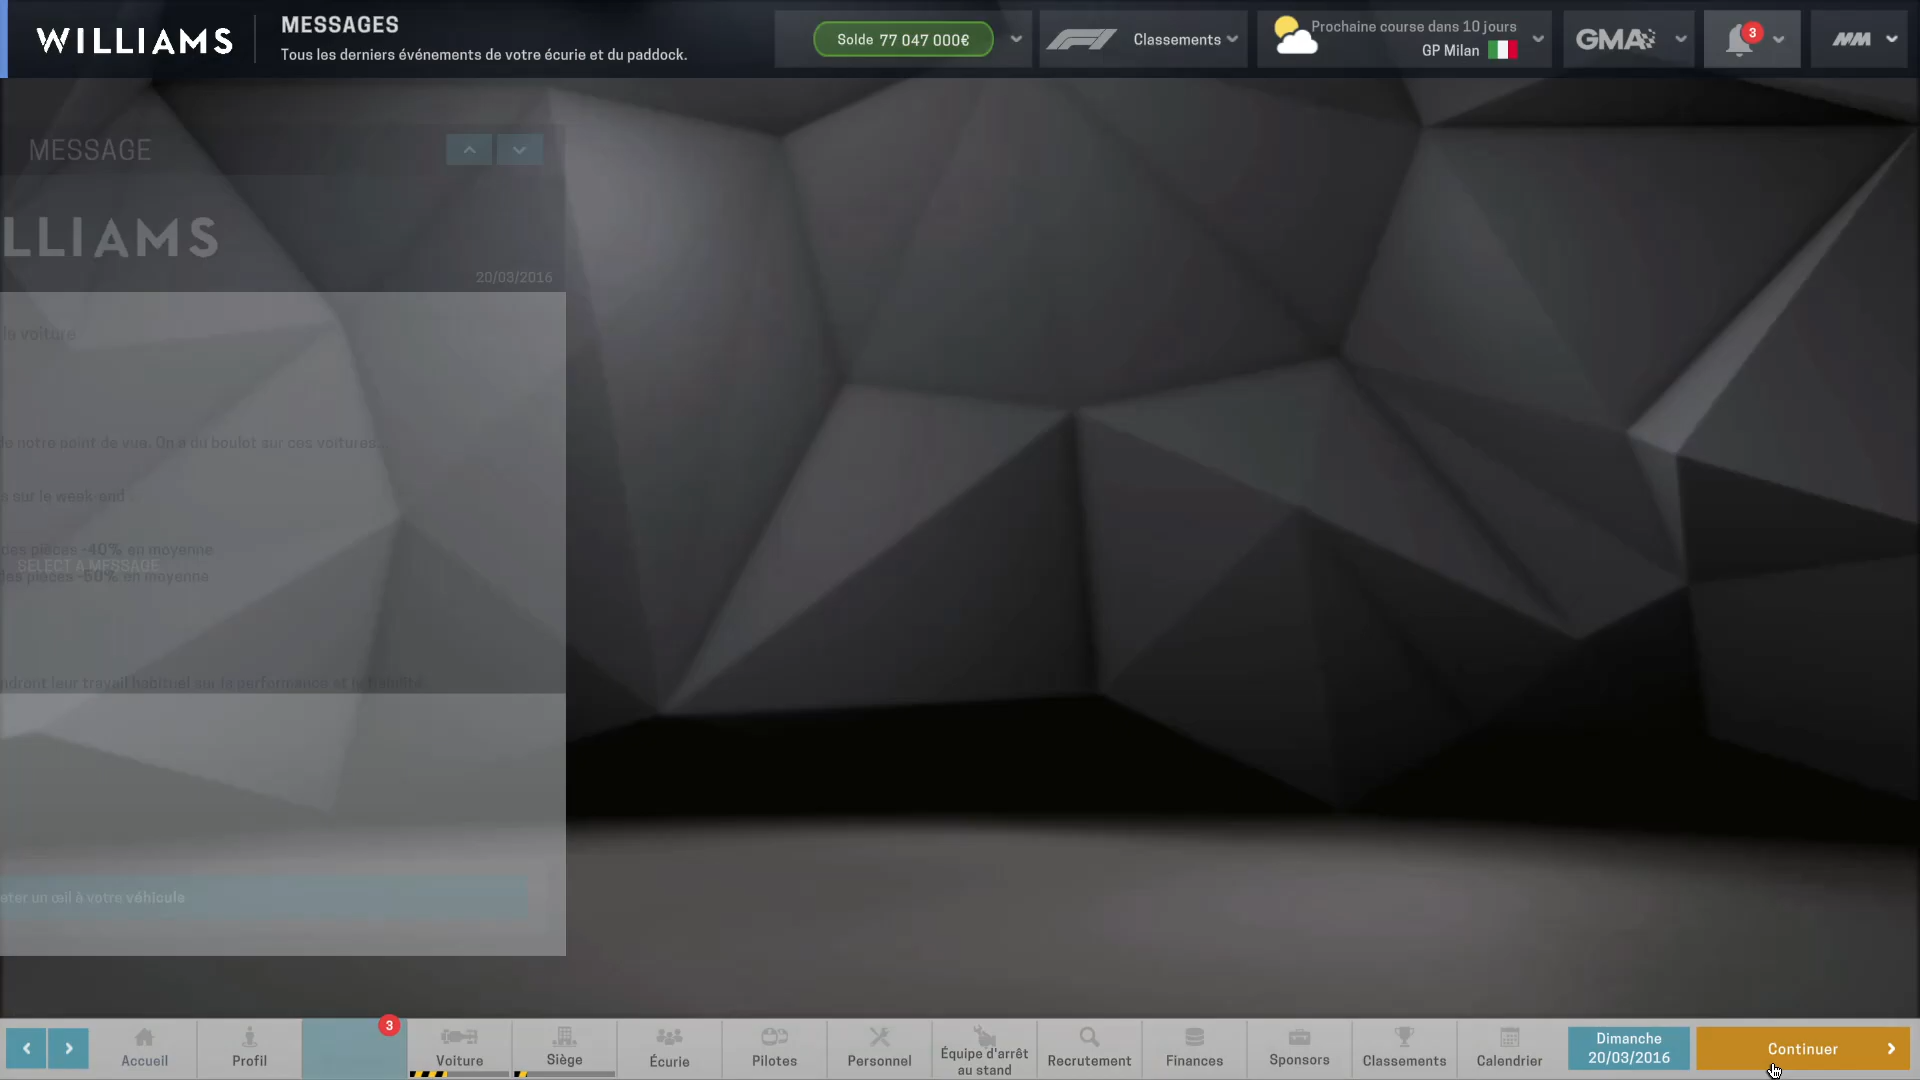 WILLIAMS
MESSAGES
Tous les derniers événements de votre écurie et du paddock.
Solde 77 047 000€
Classements
Prochaine course dans 10 jours
GP Milan
GMA
3
MESSAGE
LLIAMS
20/03/2016
la voiture
de notre point de vue. On a du boulot sur ces voitures.
s sur le week-end
des pièces -40% en moyenne
SELECT A MESSAGE
des pièces -50% en moyenne
ndront leur travail habituel sur la performance et la fiabilité.
eter un œil à votre véhicule
Accueil
Profil
3
Voiture
Siège
Écurie
Pilotes
Personnel
Équipe d'arrêt
au stand
Recrutement
Finances
Sponsors
Classements
Calendrier
Dimanche
20/03/2016
Continuer